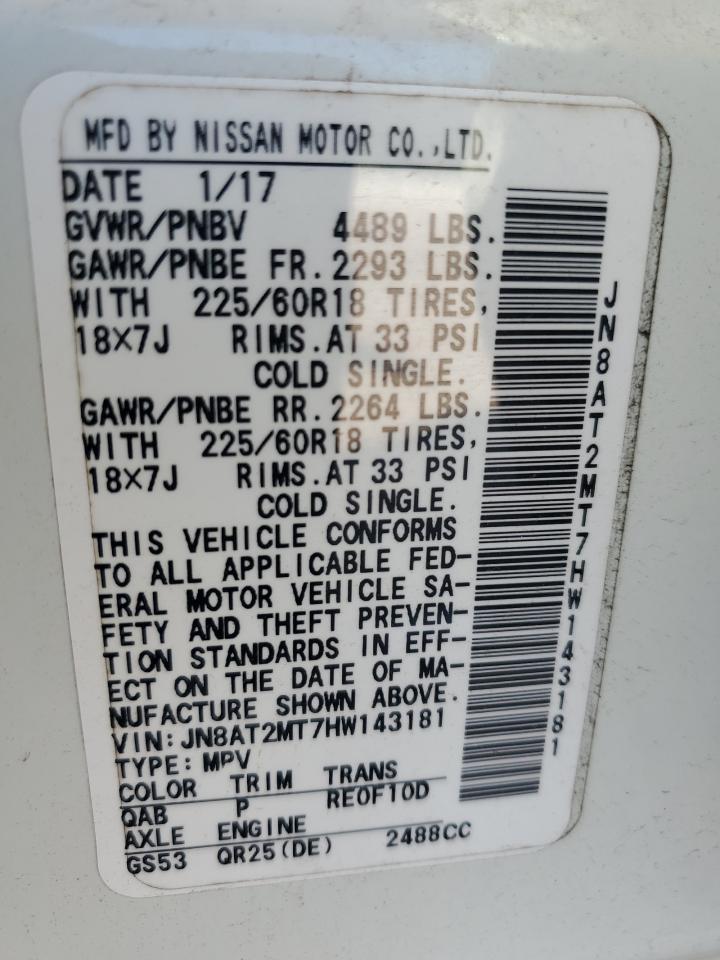 MFD BY NISSAN MOTOR CO.,LTD.
DATE 1/17
GVWR/PNBV 4489 LBS.
GAWR/PNBE FR. 2293 LBS.
WITH 225/60R18 TIRES,
18X7J RIMS. AT 33 PSI
COLD SINGLE.
GAWR/PNBE RR. 2264 LBS.
WITH 225/60R18 TIRES,
18X7J RIMS. AT 33 PSI
COLD SINGLE.
THIS VEHICLE CONFORMS
TO ALL APPLICABLE FED-
ERAL MOTOR VEHICLE SA-
FETY AND THEFT PREVEN-
TION STANDARDS IN EFF-
ECT ON THE DATE OF MA-
NUFACTURE SHOWN ABOVE.
VIN: JN8AT2MT7HW143181
TYPE: MPV
COLOR TRIM TRANS
QAB P RE0F10D
AXLE ENGINE
GS53 QR25(DE) 2488CC
JN8AT2MT7HW143181